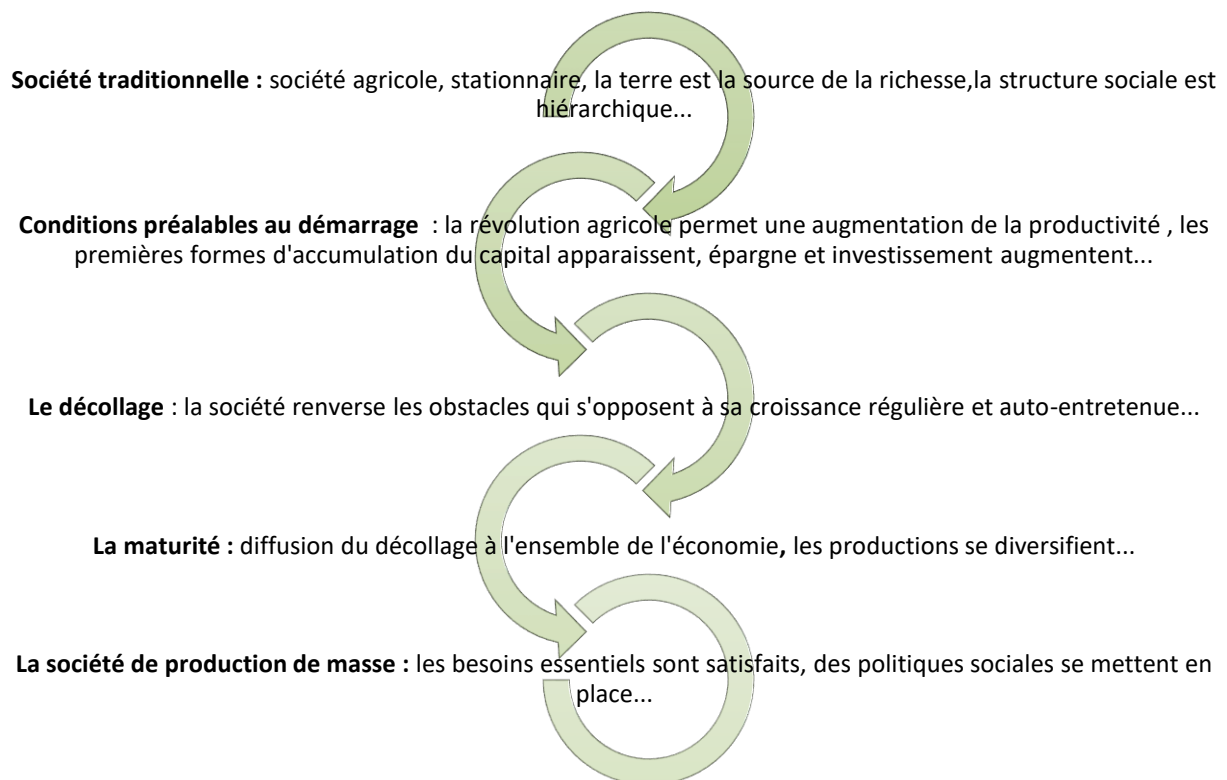 Société traditionnelle : société agricole, stationnaire, la terre est la source de la richesse,la structure sociale est
hiérarchique...
Conditions préalables au démarrage  : la révolution agricole permet une augmentation de la productivité , les
premières formes d'accumulation du capital apparaissent, épargne et investissement augmentent...
Le décollage : la société renverse les obstacles qui s'opposent à sa croissance régulière et auto-entretenue...
La maturité : diffusion du décollage à l'ensemble de l'économie, les productions se diversifient...
La société de production de masse : les besoins essentiels sont satisfaits, des politiques sociales se mettent en
place...